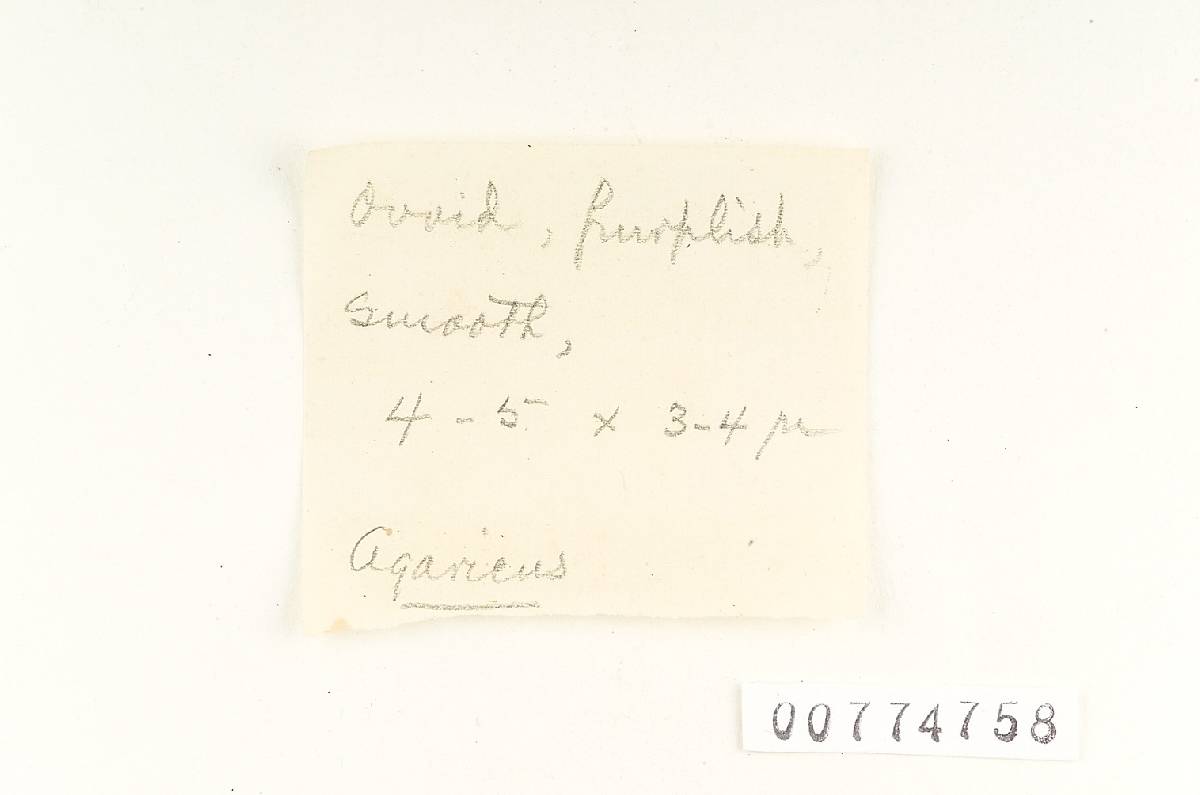 Ovoid, purplish,
smooth,
4-5 x 3-4 µ
Agaricus
00774758